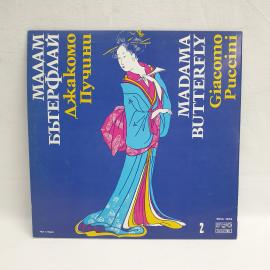 МАДАМ
БЪТЕРФЛАЙ
Джакомо
Пучини
MADAMA
BUTTERFLY
Giacomo
Puccini
2